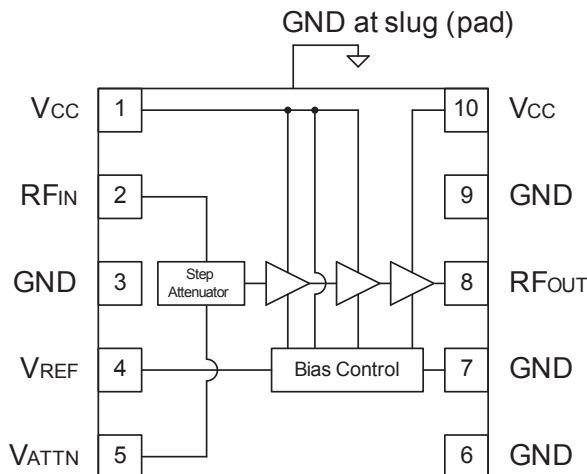 GND at slug (pad)
VCC 1 10 VCC
RFIN 2 9 GND
GND 3 Step Attenuator 8 RFOUT
VREF 4 Bias Control 7 GND
VATTN 5 6 GND